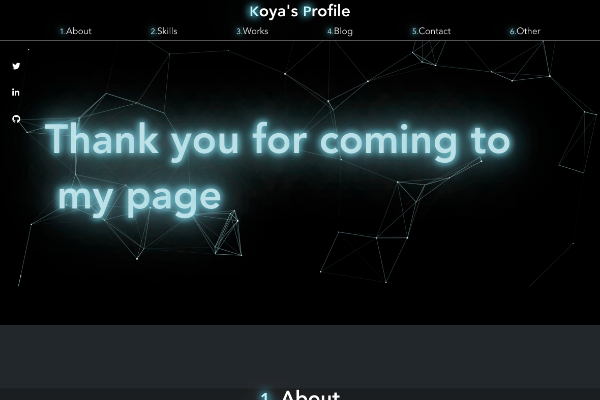 Koya's Profile
1.About 2.Skills 3.Works 4.Blog 5.Contact 6.Other
Thank you for coming to
my page
1. About